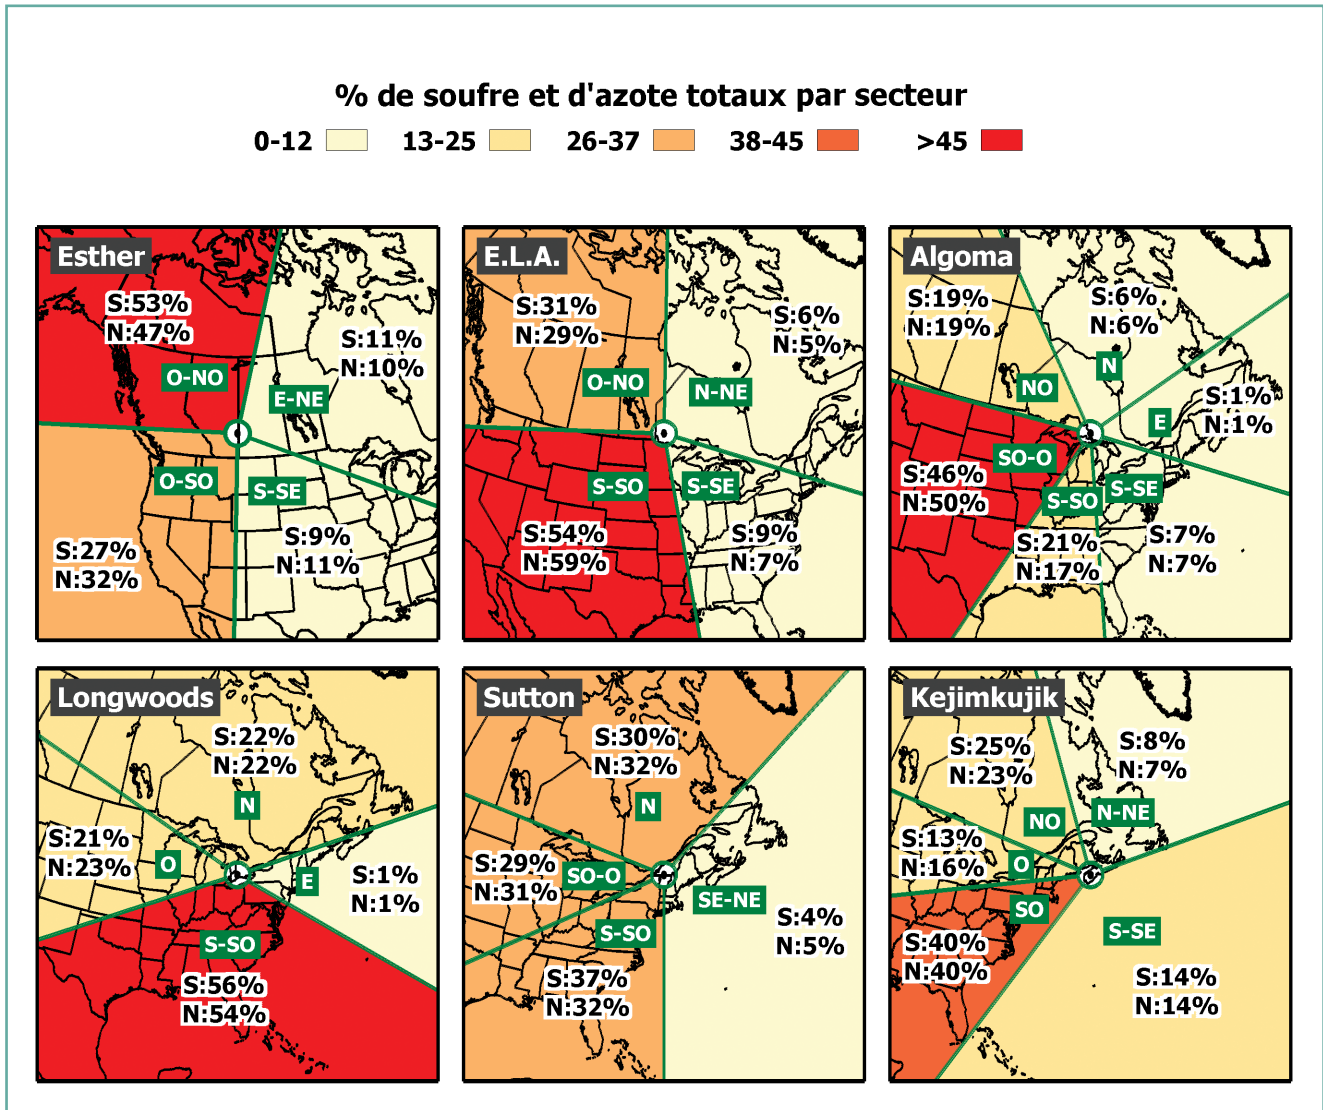 % de soufre et d'azote totaux par secteur
0-12 13-25 26-37 38-45 >45
Esther
S:53%
N:47%
O-NO
S:11%
N:10%
E-NE
O-SO
S-SE
S:27%
N:32%
S:9%
N:11%
E.L.A.
S:31%
N:29%
O-NO
S:6%
N:5%
N-NE
S-SO
S-SE
S:54%
N:59%
S:9%
N:7%
Algoma
S:19%
N:19%
NO
S:6%
N:6%
N
S:1%
N:1%
E
SO-O
S:46%
N:50%
S-SO
S-SE
S:21%
N:17%
S:7%
N:7%
Longwoods
S:22%
N:22%
N
S:21%
N:23%
O
E
S:1%
N:1%
S-SO
S:56%
N:54%
Sutton
S:30%
N:32%
N
S:29%
N:31%
SO-O
SE-NE
S:4%
N:5%
S-SO
S:37%
N:32%
Kejimkujik
S:25%
N:23%
NO
S:8%
N:7%
N-NE
S:13%
N:16%
O
SO
S:40%
N:40%
S-SE
S:14%
N:14%